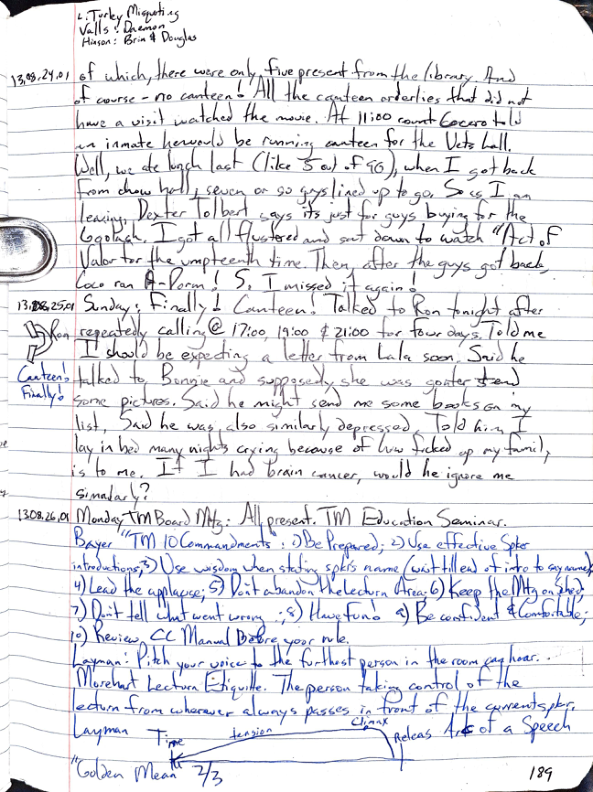 L: Turley Misquoting
Valls: Daemon
Hinson: Brin & Douglas
13.08.24.01 of which, there were only five present from the library. And
of course - no canteen! All the canteen orderlies that did not
have a visit watched the movie. At 11:00 count Cocero told
an inmate he would be running canteen for the Vets hall.
Well, we ate lunch last (like 5 out of 96), when I got back
from chow hall, seven or so guys lined up to go. So as I am
leaving, Dexter Tolbert says it's just for guys buying for the
Goolash. I got all flustered and sat down to watch "Act of
Valor for the umpteenth time. Then, after the guys got back,
Coco ran A-Dorm! So, I missed it again!
13.08.25.01 Sunday: Finally! Canteen! Talked to Ron tonight after
Ron repeatedly calling @ 17:00, 19:00 & 21:00 for four days. Told me
I should be expecting a letter from Lala soon. Said he
Canteen! talked to Bonnie and supposedly she was gonter send
Finally! some pictures. Said he might send me some books on my
list. Said he was also similarly depressed. Told him I
lay in bed many nights crying because of how fucked up my family
is to me. If I had brain cancer, would he ignore me
simadarly?
13.08.26.01 Monday TM Board Mtg: All present. TM Education Seminar.
Bayer "TM 10 Commandments: 1) Be Prepared; 2) Use effective Spkr
introductions; 3) Use wisdom when stating spkr's name (wait till end of intro to say name);
4) Lead the applause; 5) Don't abandon the lecturn Area; 6) Keep the Mtg on sked;
7) Don't tell what went wrong; 8) Have fun! 9) Be confident & Comfortable;
10) Review CC Manual Before your role.
Layman: Pitch your voice to the furthest person in the room can hear..
Morehart Lecturn Etiquitte. The person taking control of the
lecturn from wherever always passes in front of the current spkr.
Layman Time tension Climax Releas Arc of a Speech
"Golden Mean" 2/3
189